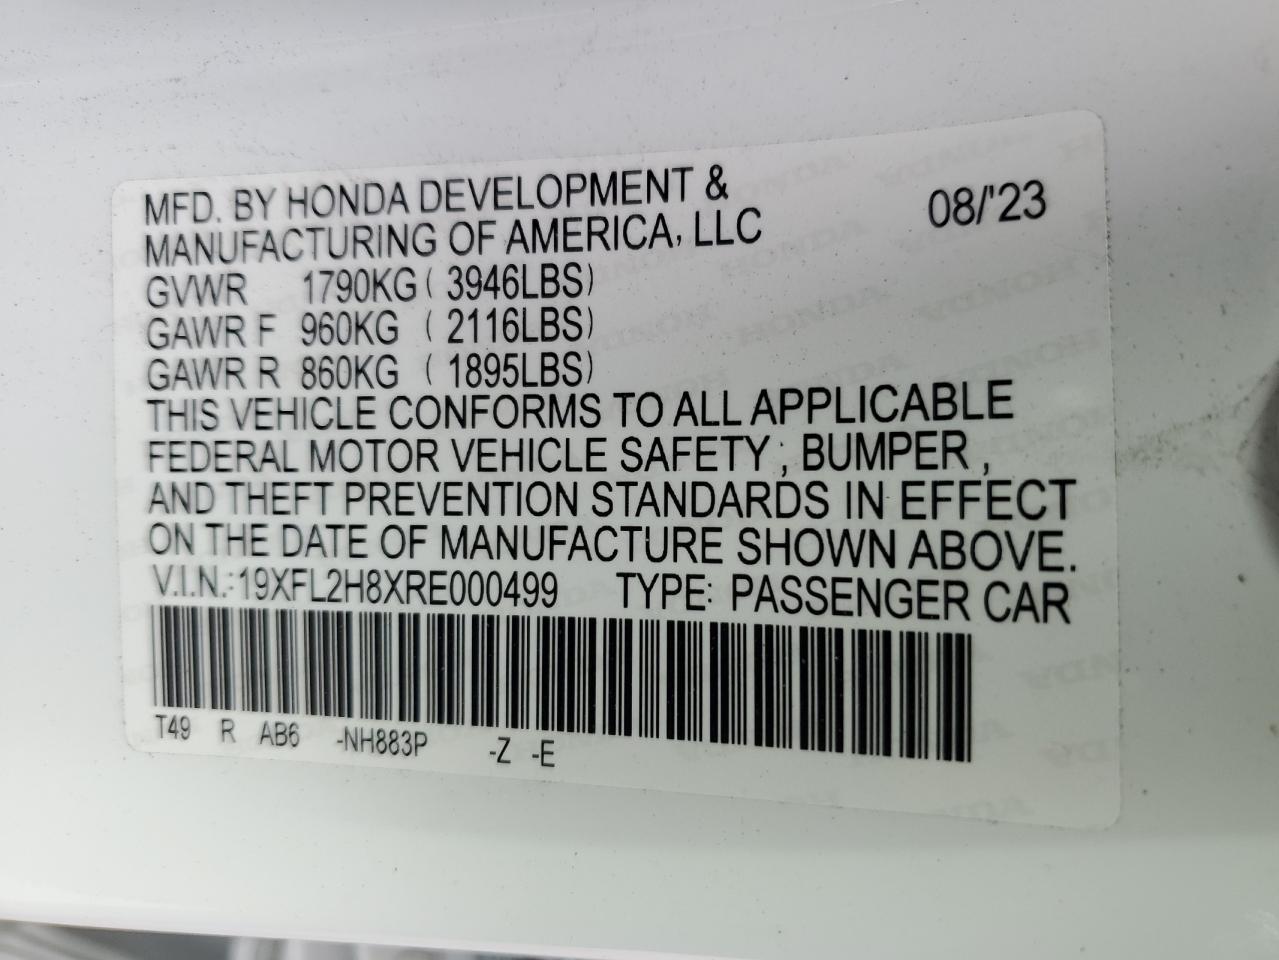 MFD. BY HONDA DEVELOPMENT & 08/'23
MANUFACTURING OF AMERICA, LLC
GVWR 1790KG ( 3946LBS)
GAWR F 960KG ( 2116LBS)
GAWR R 860KG ( 1895LBS)
THIS VEHICLE CONFORMS TO ALL APPLICABLE
FEDERAL MOTOR VEHICLE SAFETY , BUMPER ,
AND THEFT PREVENTION STANDARDS IN EFFECT
ON THE DATE OF MANUFACTURE SHOWN ABOVE.
V.I.N.:19XFL2H8XRE000499 TYPE: PASSENGER CAR
T49 R AB6 -NH883P -Z -E